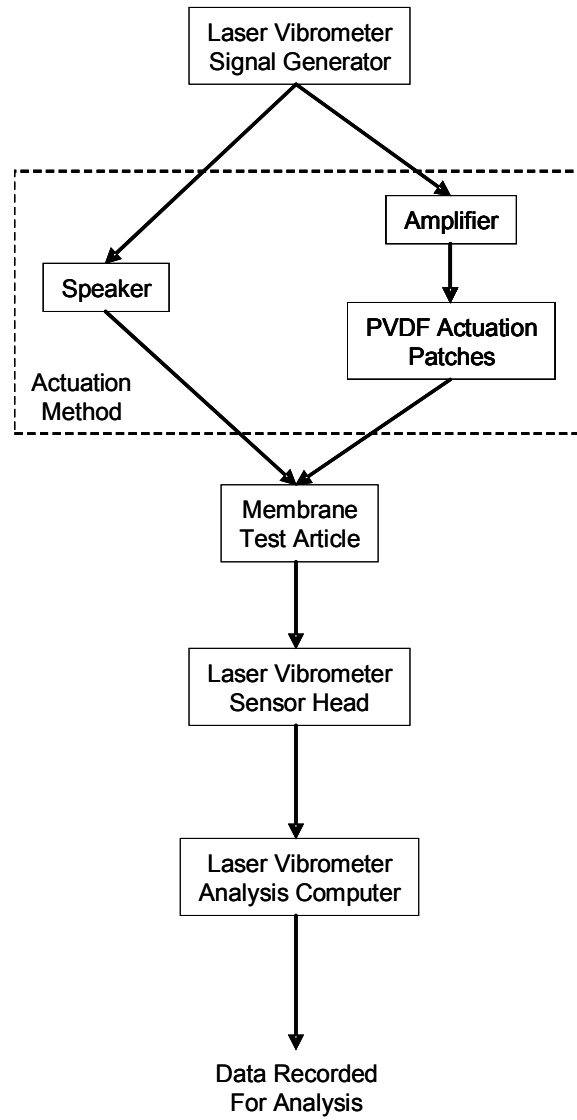 Laser Vibrometer
Signal Generator
Amplifier
Speaker
PVDF Actuation
Patches
Actuation
Method
Membrane
Test Article
Laser Vibrometer
Sensor Head
Laser Vibrometer
Analysis Computer
Data Recorded
For Analysis